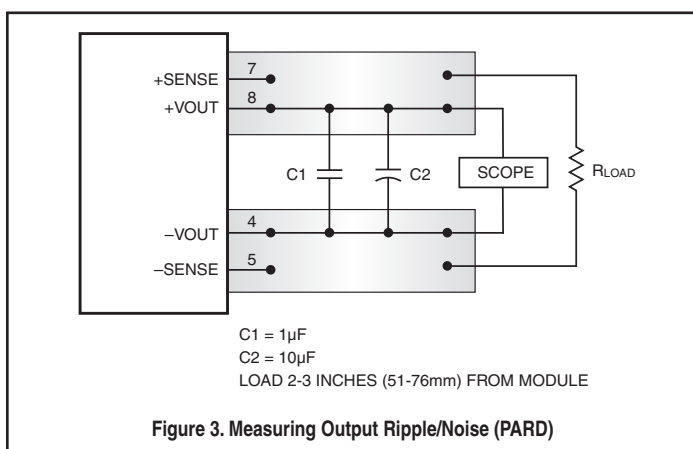 +SENSE
7
+VOUT
8
C1
C2
SCOPE
RLOAD
–VOUT
4
–SENSE
5
C1 = 1µF
C2 = 10µF
LOAD 2-3 INCHES (51-76mm) FROM MODULE
Figure 3. Measuring Output Ripple/Noise (PARD)